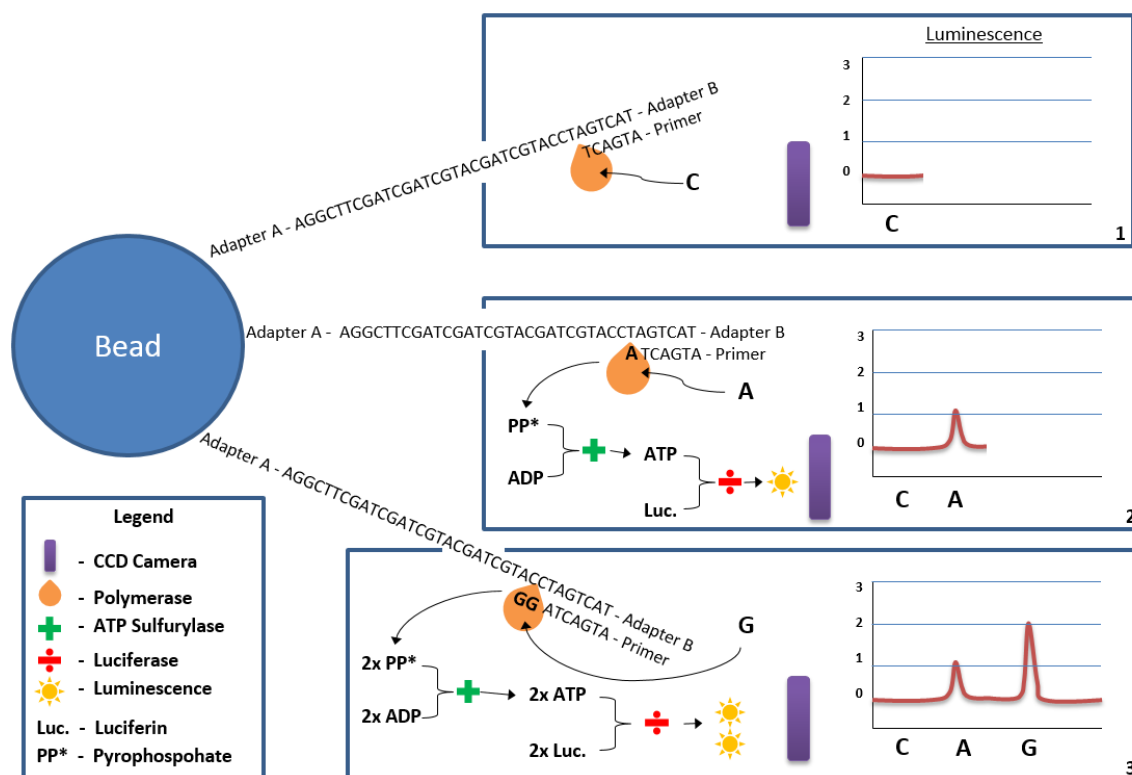 Luminescence
3
2
1
0
Adapter A - AGGCTTCGATCGATCGTACGATCGTACCTAGTCAT - Adapter B
TCAGTA - Primer
C
C
1
Bead
Adapter A - AGGCTTCGATCGATCGTACGATCGTACCTAGTCAT - Adapter B
A TCAGTA - Primer
A
PP*
ADP
ATP
Luc.
3
2
1
0
C A
2
Adapter A - AGGCTTCGATCGATCGTACGATCGTACCTAGTCAT - Adapter B
GG ATCAGTA - Primer
G
2x PP*
2x ADP
2x ATP
2x Luc.
3
2
1
0
C A G
3
Legend
- CCD Camera
- Polymerase
- ATP Sulfurylase
- Luciferase
- Luminescence
Luc. - Luciferin
PP* - Pyrophospohate